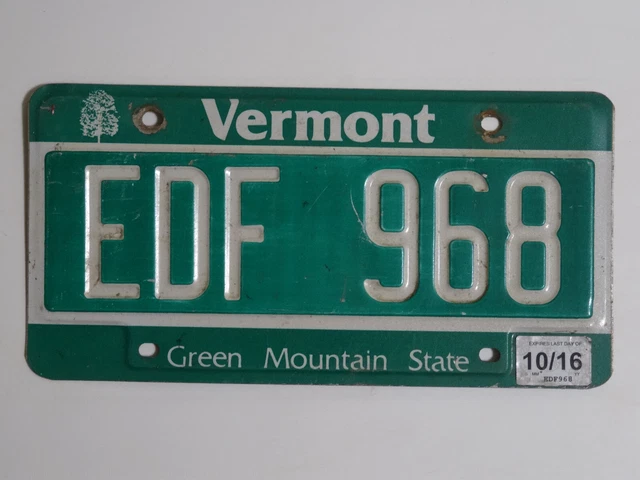 Vermont
EDF 968
Green Mountain State
EXPIRES LAST DAY OF
10/16
EDF968